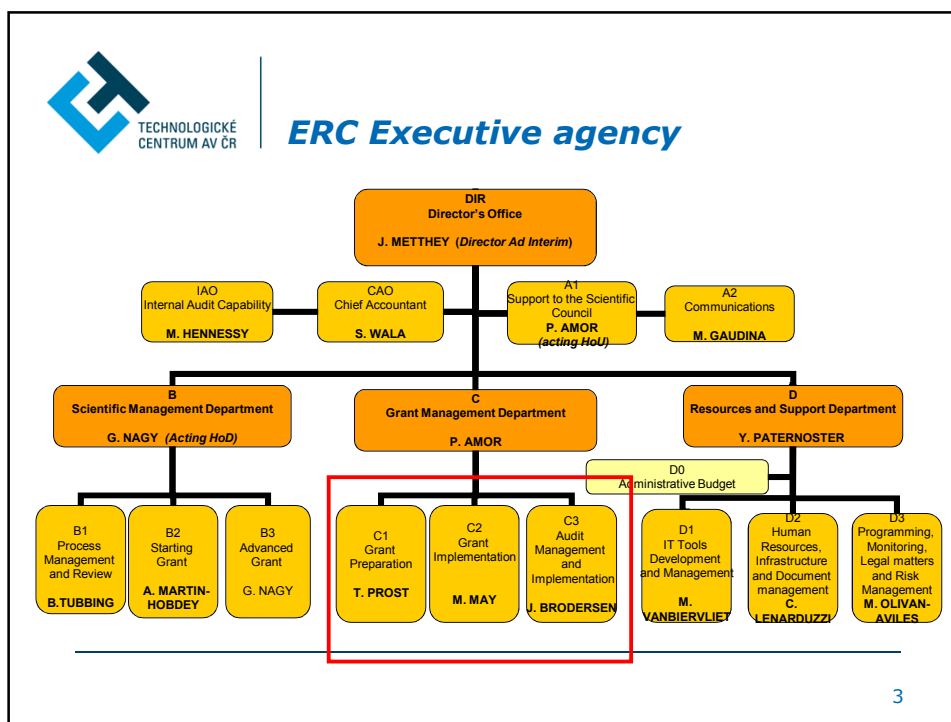 TECHNOLOGICKÉ
CENTRUM AV ČR
ERC Executive agency
DIR
Director's Office
J. METTHEY (Director Ad Interim)
IAO
Internal Audit Capability
M. HENNESSY
CAO
Chief Accountant
S. WALA
A1
Support to the Scientific
Council
P. AMOR
(acting HoU)
A2
Communications
M. GAUDINA
B
Scientific Management Department
G. NAGY (Acting HoD)
C
Grant Management Department
P. AMOR
D
Resources and Support Department
Y. PATERNOSTER
D0
Administrative Budget
B1
Process
Management
and Review
B.TUBBING
B2
Starting
Grant
A. MARTIN-
HOBDEY
B3
Advanced
Grant
G. NAGY
C1
Grant
Preparation
T. PROST
C2
Grant
Implementation
M. MAY
C3
Audit
Management
and
Implementation
J. BRODERSEN
D1
IT Tools
Development
and Management
M.
VANBIERVLIET
D2
Human
Resources,
Infrastructure
and Document
management
C.
LENARDUZZI
D3
Programming,
Monitoring,
Legal matters
and Risk
Management
M. OLIVAN-
AVILES
3